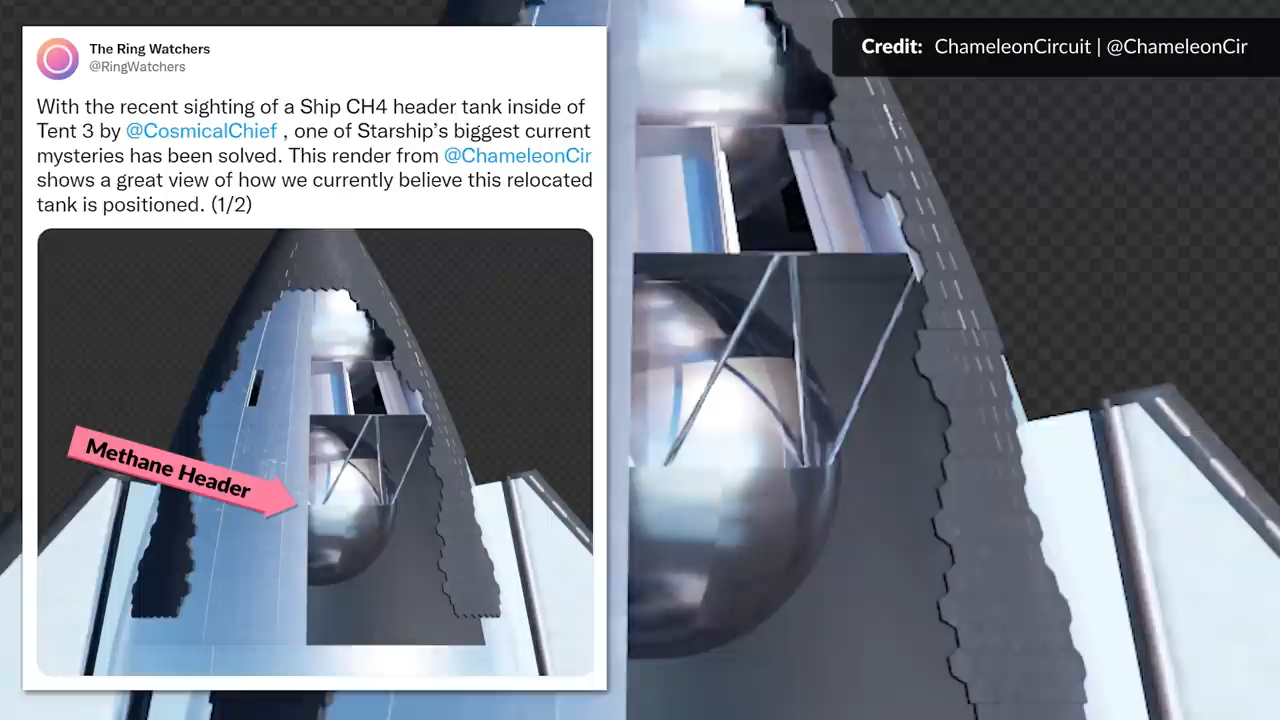 The Ring Watchers
@RingWatchers
With the recent sighting of a Ship CH4 header tank inside of
Tent 3 by @CosmicalChief , one of Starship’s biggest current
mysteries has been solved. This render from @ChameleonCir
shows a great view of how we currently believe this relocated
tank is positioned. (1/2)
Methane Header
Credit: ChameleonCircuit | @ChameleonCir